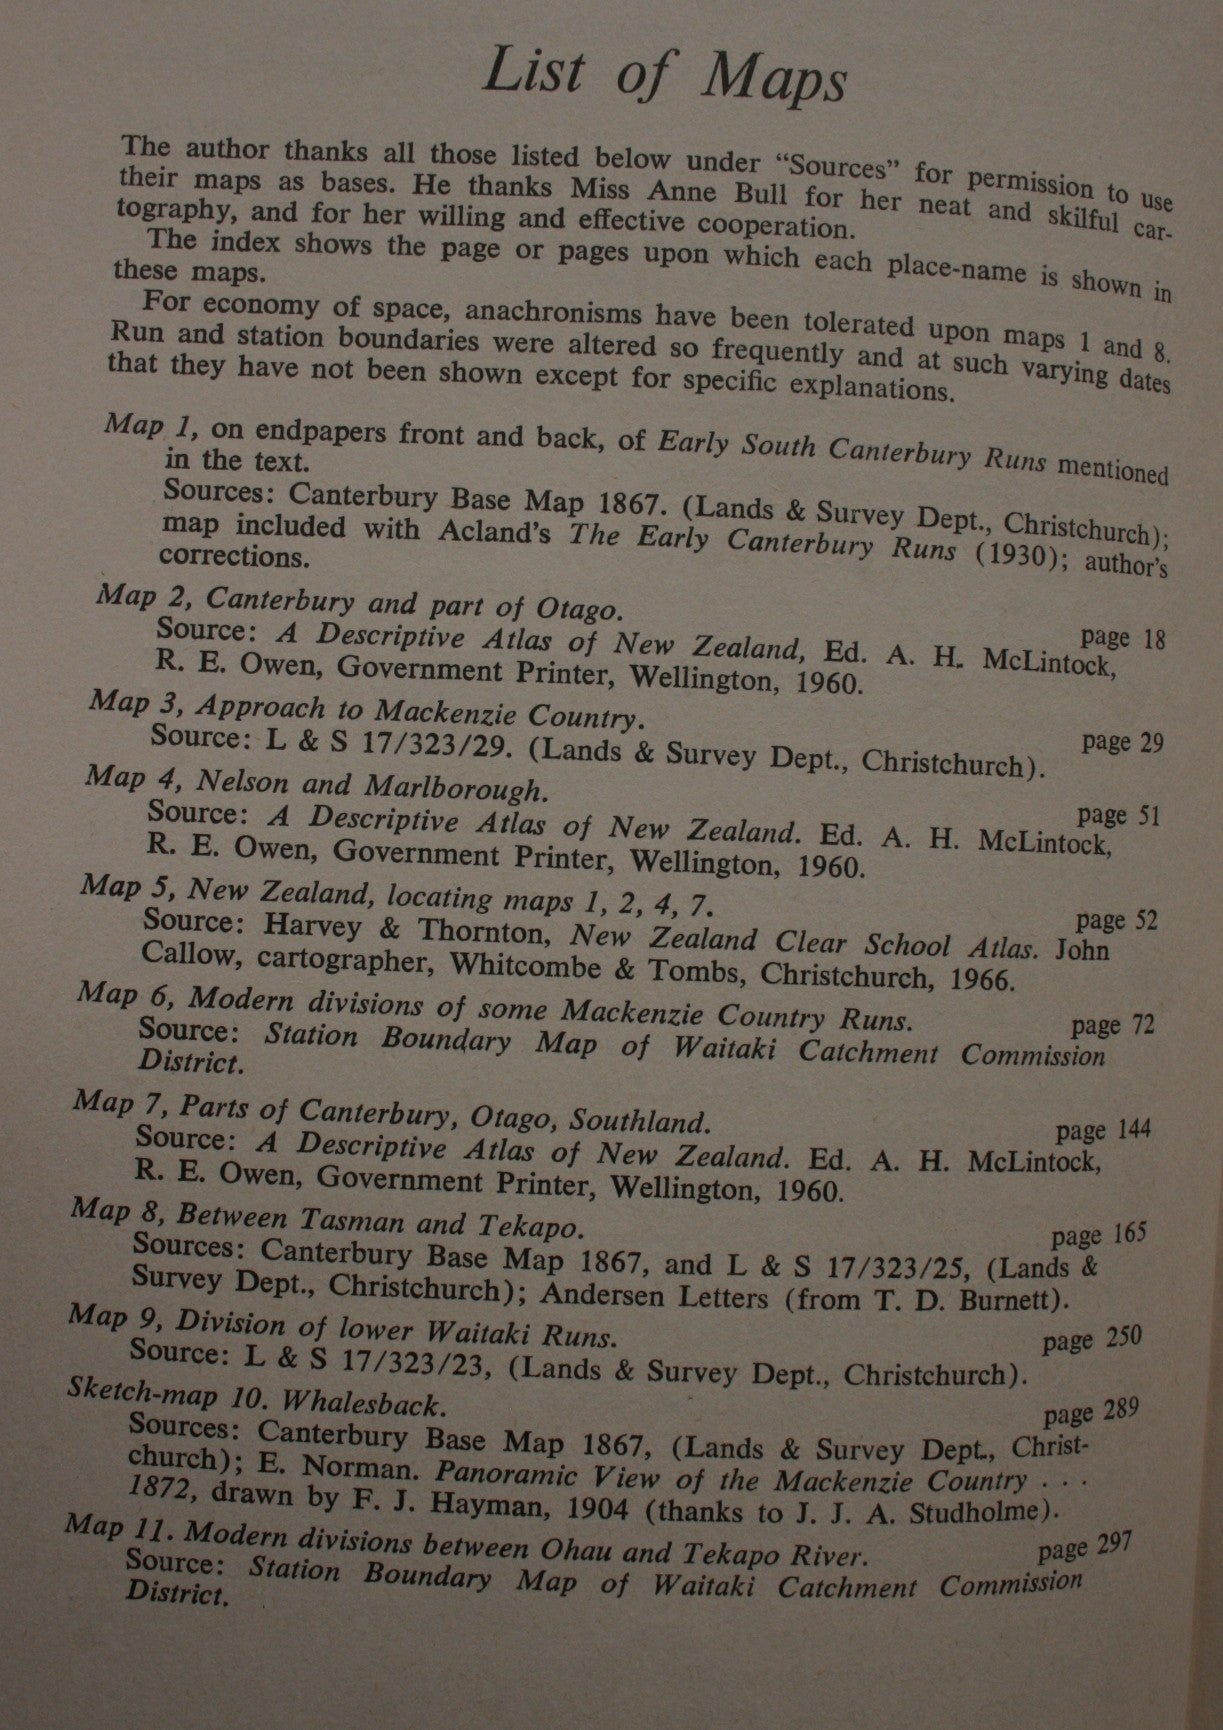 List of Maps
The author thanks all those listed below under “Sources” for permission to use
their maps as bases. He thanks Miss Anne Bull for her neat and skilful car-
tography, and for her willing and effective cooperation.
The index shows the page or pages upon which each place-name is shown in
these maps.
For economy of space, anachronisms have been tolerated upon maps 1 and 8.
Run and station boundaries were altered so frequently and at such varying dates
that they have not been shown except for specific explanations.
Map 1, on endpapers front and back, of Early South Canterbury Runs mentioned
in the text.
Sources: Canterbury Base Map 1867. (Lands & Survey Dept., Christchurch);
map included with Acland’s The Early Canterbury Runs (1930); author’s
corrections.
Map 2, Canterbury and part of Otago. page 18
Source: A Descriptive Atlas of New Zealand, Ed. A. H. McLintock,
R. E. Owen, Government Printer, Wellington, 1960.
Map 3, Approach to Mackenzie Country. page 29
Source: L & S 17/323/29. (Lands & Survey Dept., Christchurch).
Map 4, Nelson and Marlborough. page 51
Source: A Descriptive Atlas of New Zealand. Ed. A. H. McLintock,
R. E. Owen, Government Printer, Wellington, 1960.
Map 5, New Zealand, locating maps 1, 2, 4, 7. page 52
Source: Harvey & Thornton, New Zealand Clear School Atlas. John
Callow, cartographer, Whitcombe & Tombs, Christchurch, 1966.
Map 6, Modern divisions of some Mackenzie Country Runs. page 72
Source: Station Boundary Map of Waitaki Catchment Commission
District.
Map 7, Parts of Canterbury, Otago, Southland. page 144
Source: A Descriptive Atlas of New Zealand. Ed. A. H. McLintock,
R. E. Owen, Government Printer, Wellington, 1960.
Map 8, Between Tasman and Tekapo. page 165
Sources: Canterbury Base Map 1867, and L & S 17/323/25, (Lands &
Survey Dept., Christchurch); Andersen Letters (from T. D. Burnett).
Map 9, Division of lower Waitaki Runs. page 250
Source: L & S 17/323/23, (Lands & Survey Dept., Christchurch).
Sketch-map 10. Whalesback. page 289
Sources: Canterbury Base Map 1867, (Lands & Survey Dept., Christ-
church); E. Norman. Panoramic View of the Mackenzie Country . . .
1872, drawn by F. J. Hayman, 1904 (thanks to J. J. A. Studholme).
Map 11. Modern divisions between Ohau and Tekapo River. page 297
Source: Station Boundary Map of Waitaki Catchment Commission
District.